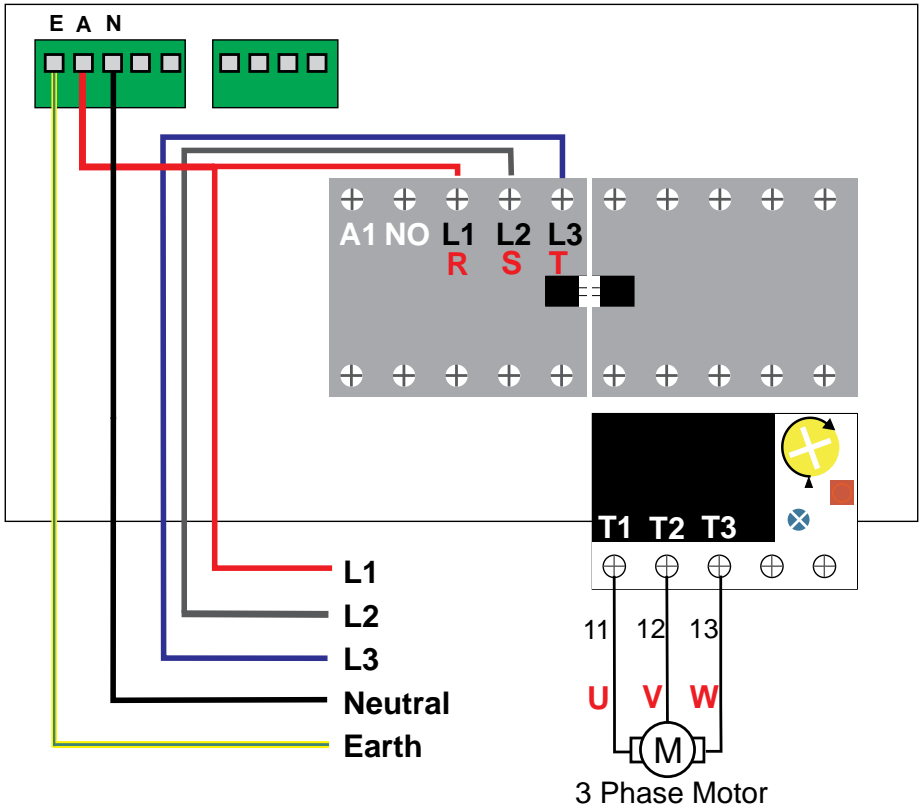 E A N
A1 NO L1 L2 L3
R S T
T1 T2 T3
L1
L2
L3
Neutral
Earth
11 12 13
U V W
M
3 Phase Motor